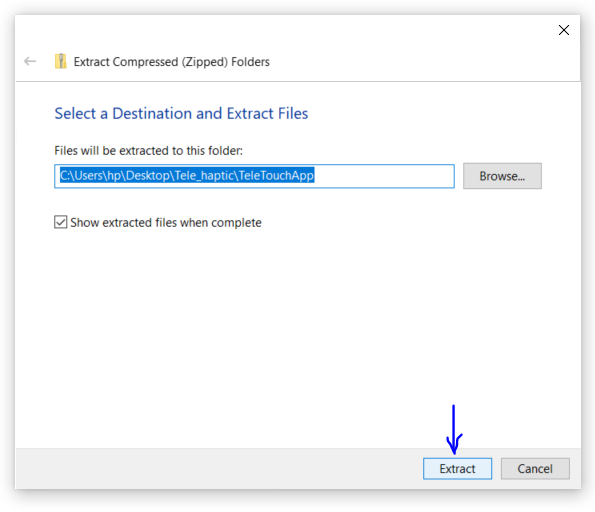 Extract Compressed (Zipped) Folders
Select a Destination and Extract Files
Files will be extracted to this folder:
C:\Users\hp\Desktop\Tele_haptic\TeleTouchApp
Browse...
Show extracted files when complete
Extract
Cancel